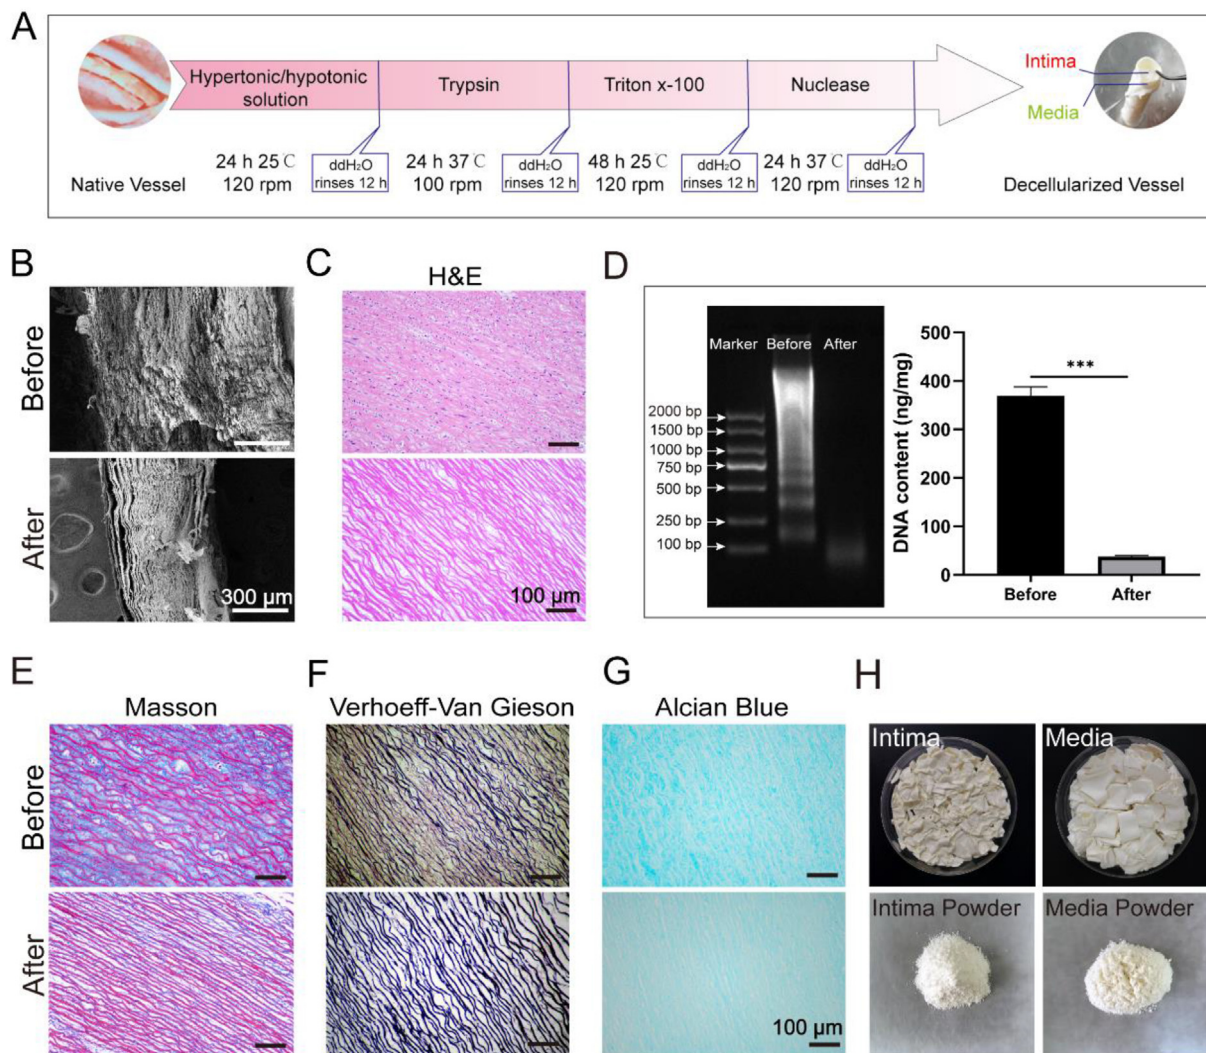 A
Hypertonic/hypotonic
solution
Trypsin
Triton x-100
Nuclease
Intima
Media
24 h 25℃
120 rpm
ddH₂O
rinses 12 h
24 h 37℃
100 rpm
ddH₂O
rinses 12 h
48 h 25℃
120 rpm
ddH₂O
rinses 12 h
24 h 37℃
120 rpm
ddH₂O
rinses 12 h
Native Vessel
Decellularized Vessel
B
Before
After
300 µm
C
H&E
100 µm
D
Marker Before After
2000 bp
1500 bp
1000 bp
750 bp
500 bp
250 bp
100 bp
DNA content (ng/mg)
500
400
300
200
100
0
***
Before
After
E
Masson
Before
After
F
Verhoeff-Van Gieson
G
Alcian Blue
100 µm
H
Intima
Media
Intima Powder
Media Powder